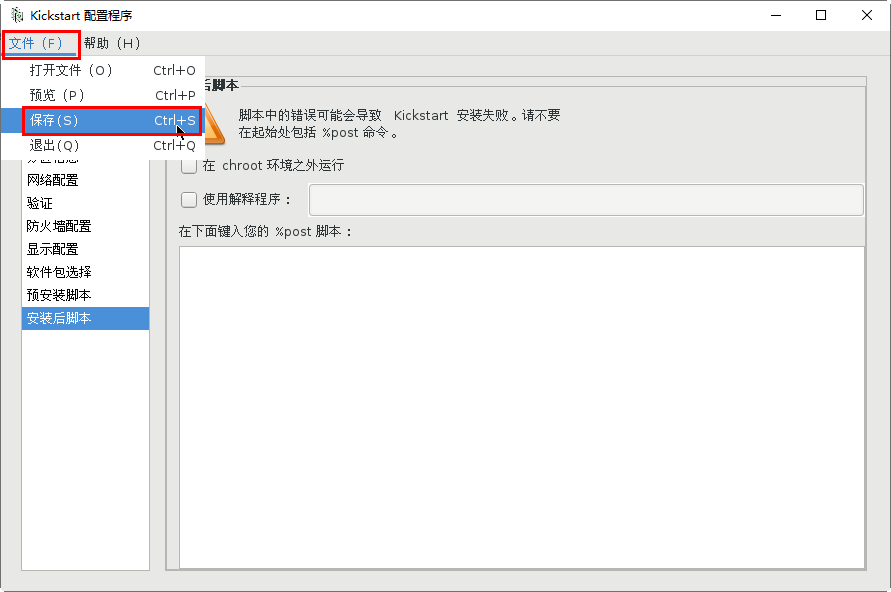 Kickstart 配置程序
文件（F） 帮助（H）
打开文件（O） Ctrl+O
预览（P） Ctrl+P
保存(S) Ctrl+S
退出(Q) Ctrl+Q
网络配置
验证
防火墙配置
显示配置
软件包选择
预安装脚本
安装后脚本
后脚本
脚本中的错误可能会导致 Kickstart 安装失败。请不要
在起始处包括 %post 命令。
在 chroot 环境之外运行
使用解释程序：
在下面键入您的 %post 脚本：